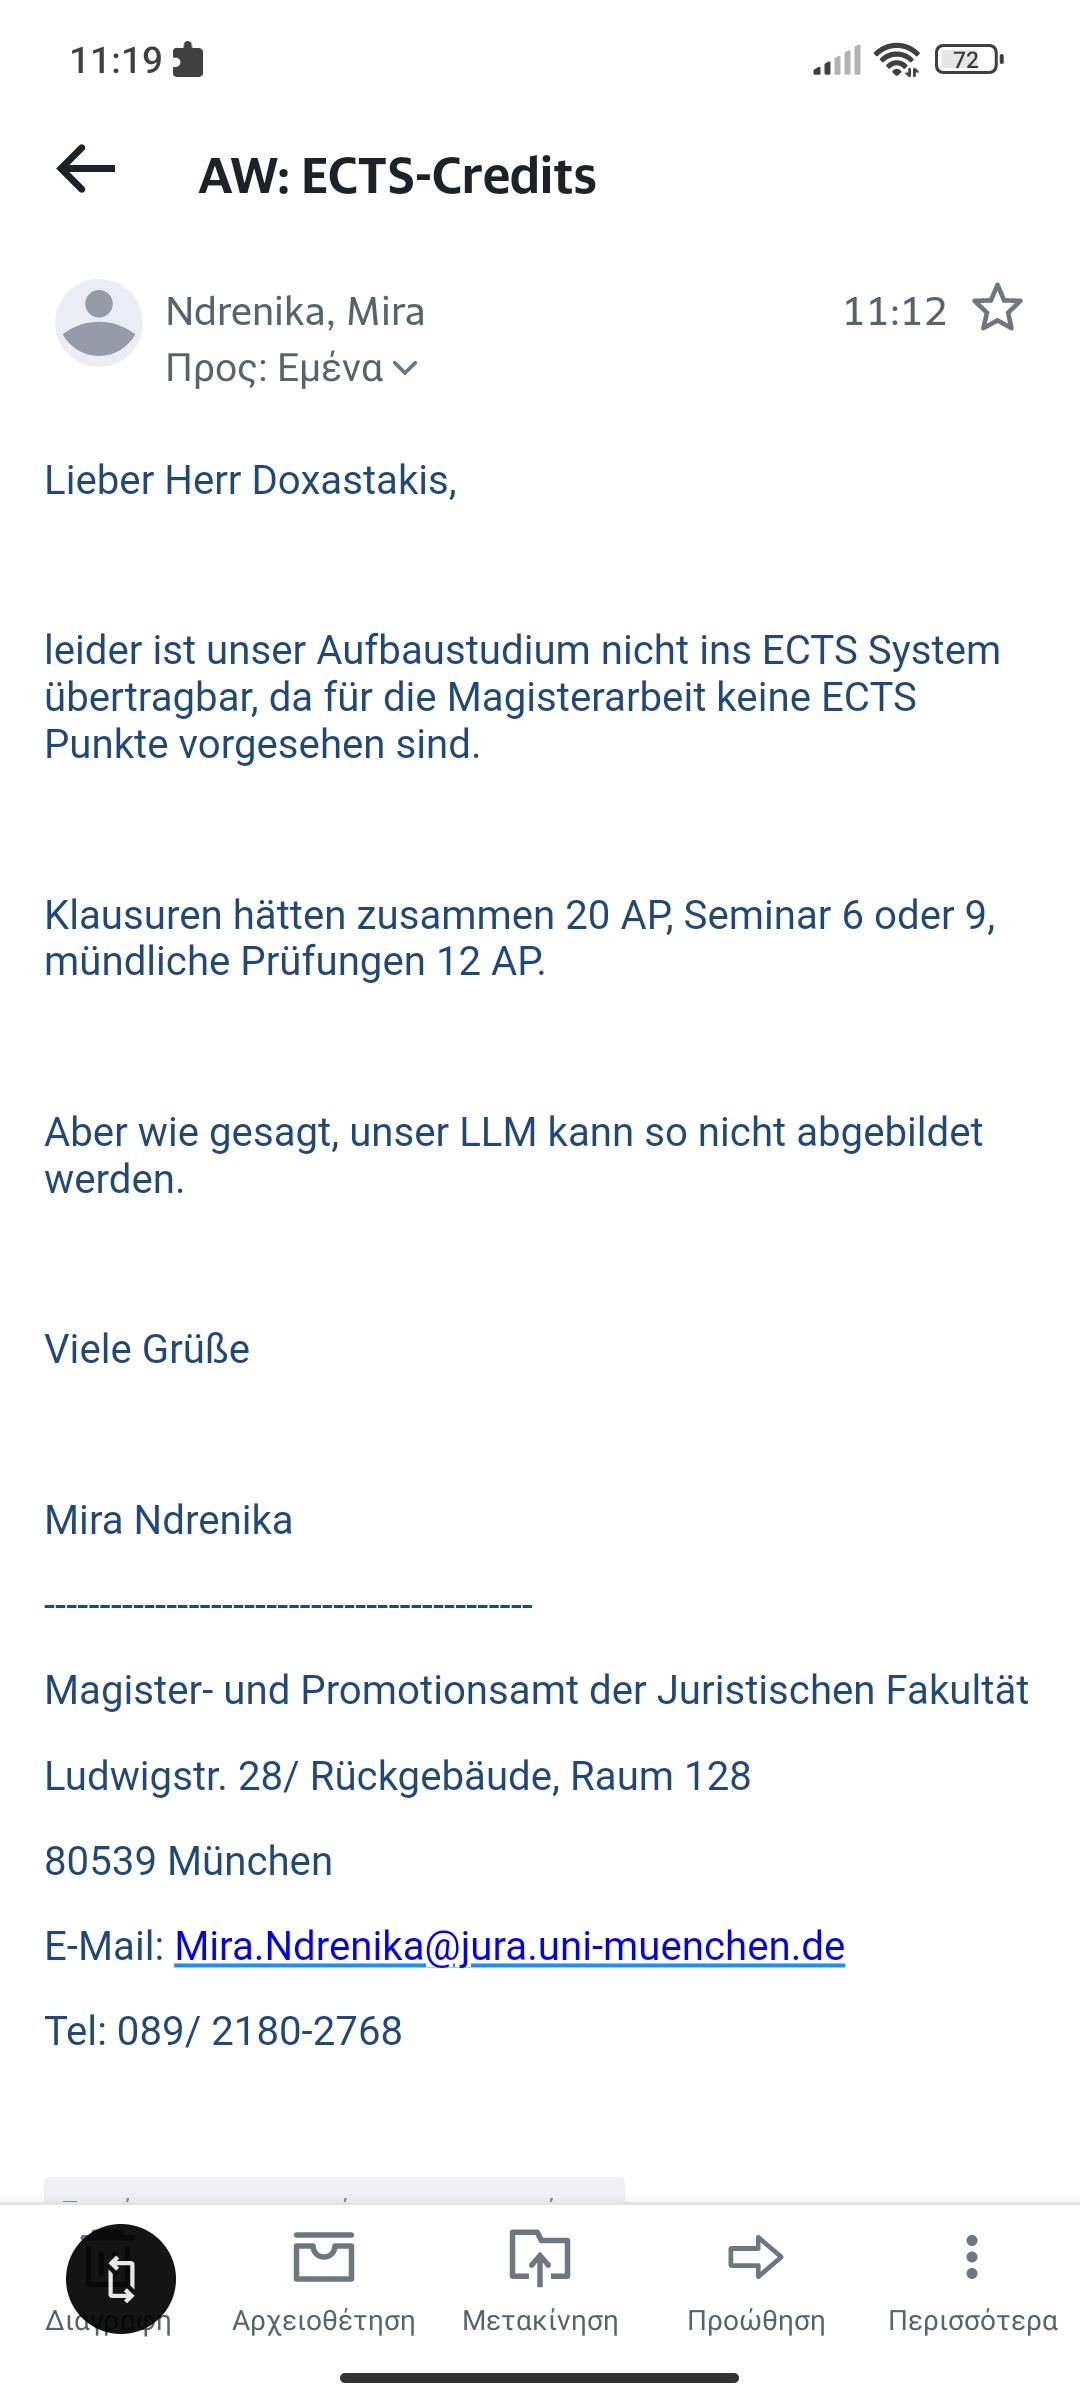 11:19
72
AW: ECTS-Credits
Ndrenika, Mira
11:12
Προς: Εμένα
Lieber Herr Doxastakis,
leider ist unser Aufbaustudium nicht ins ECTS System
übertragbar, da für die Magisterarbeit keine ECTS
Punkte vorgesehen sind.
Klausuren hätten zusammen 20 AP, Seminar 6 oder 9,
mündliche Prüfungen 12 AP.
Aber wie gesagt, unser LLM kann so nicht abgebildet
werden.
Viele Grüße
Mira Ndrenika
--------------------------------------------
Magister- und Promotionsamt der Juristischen Fakultät
Ludwigstr. 28/ Rückgebäude, Raum 128
80539 München
E-Mail: Mira.Ndrenika@jura.uni-muenchen.de
Tel: 089/ 2180-2768
Διαγραφή Αρχειοθέτηση Μετακίνηση Προώθηση Περισσότερα